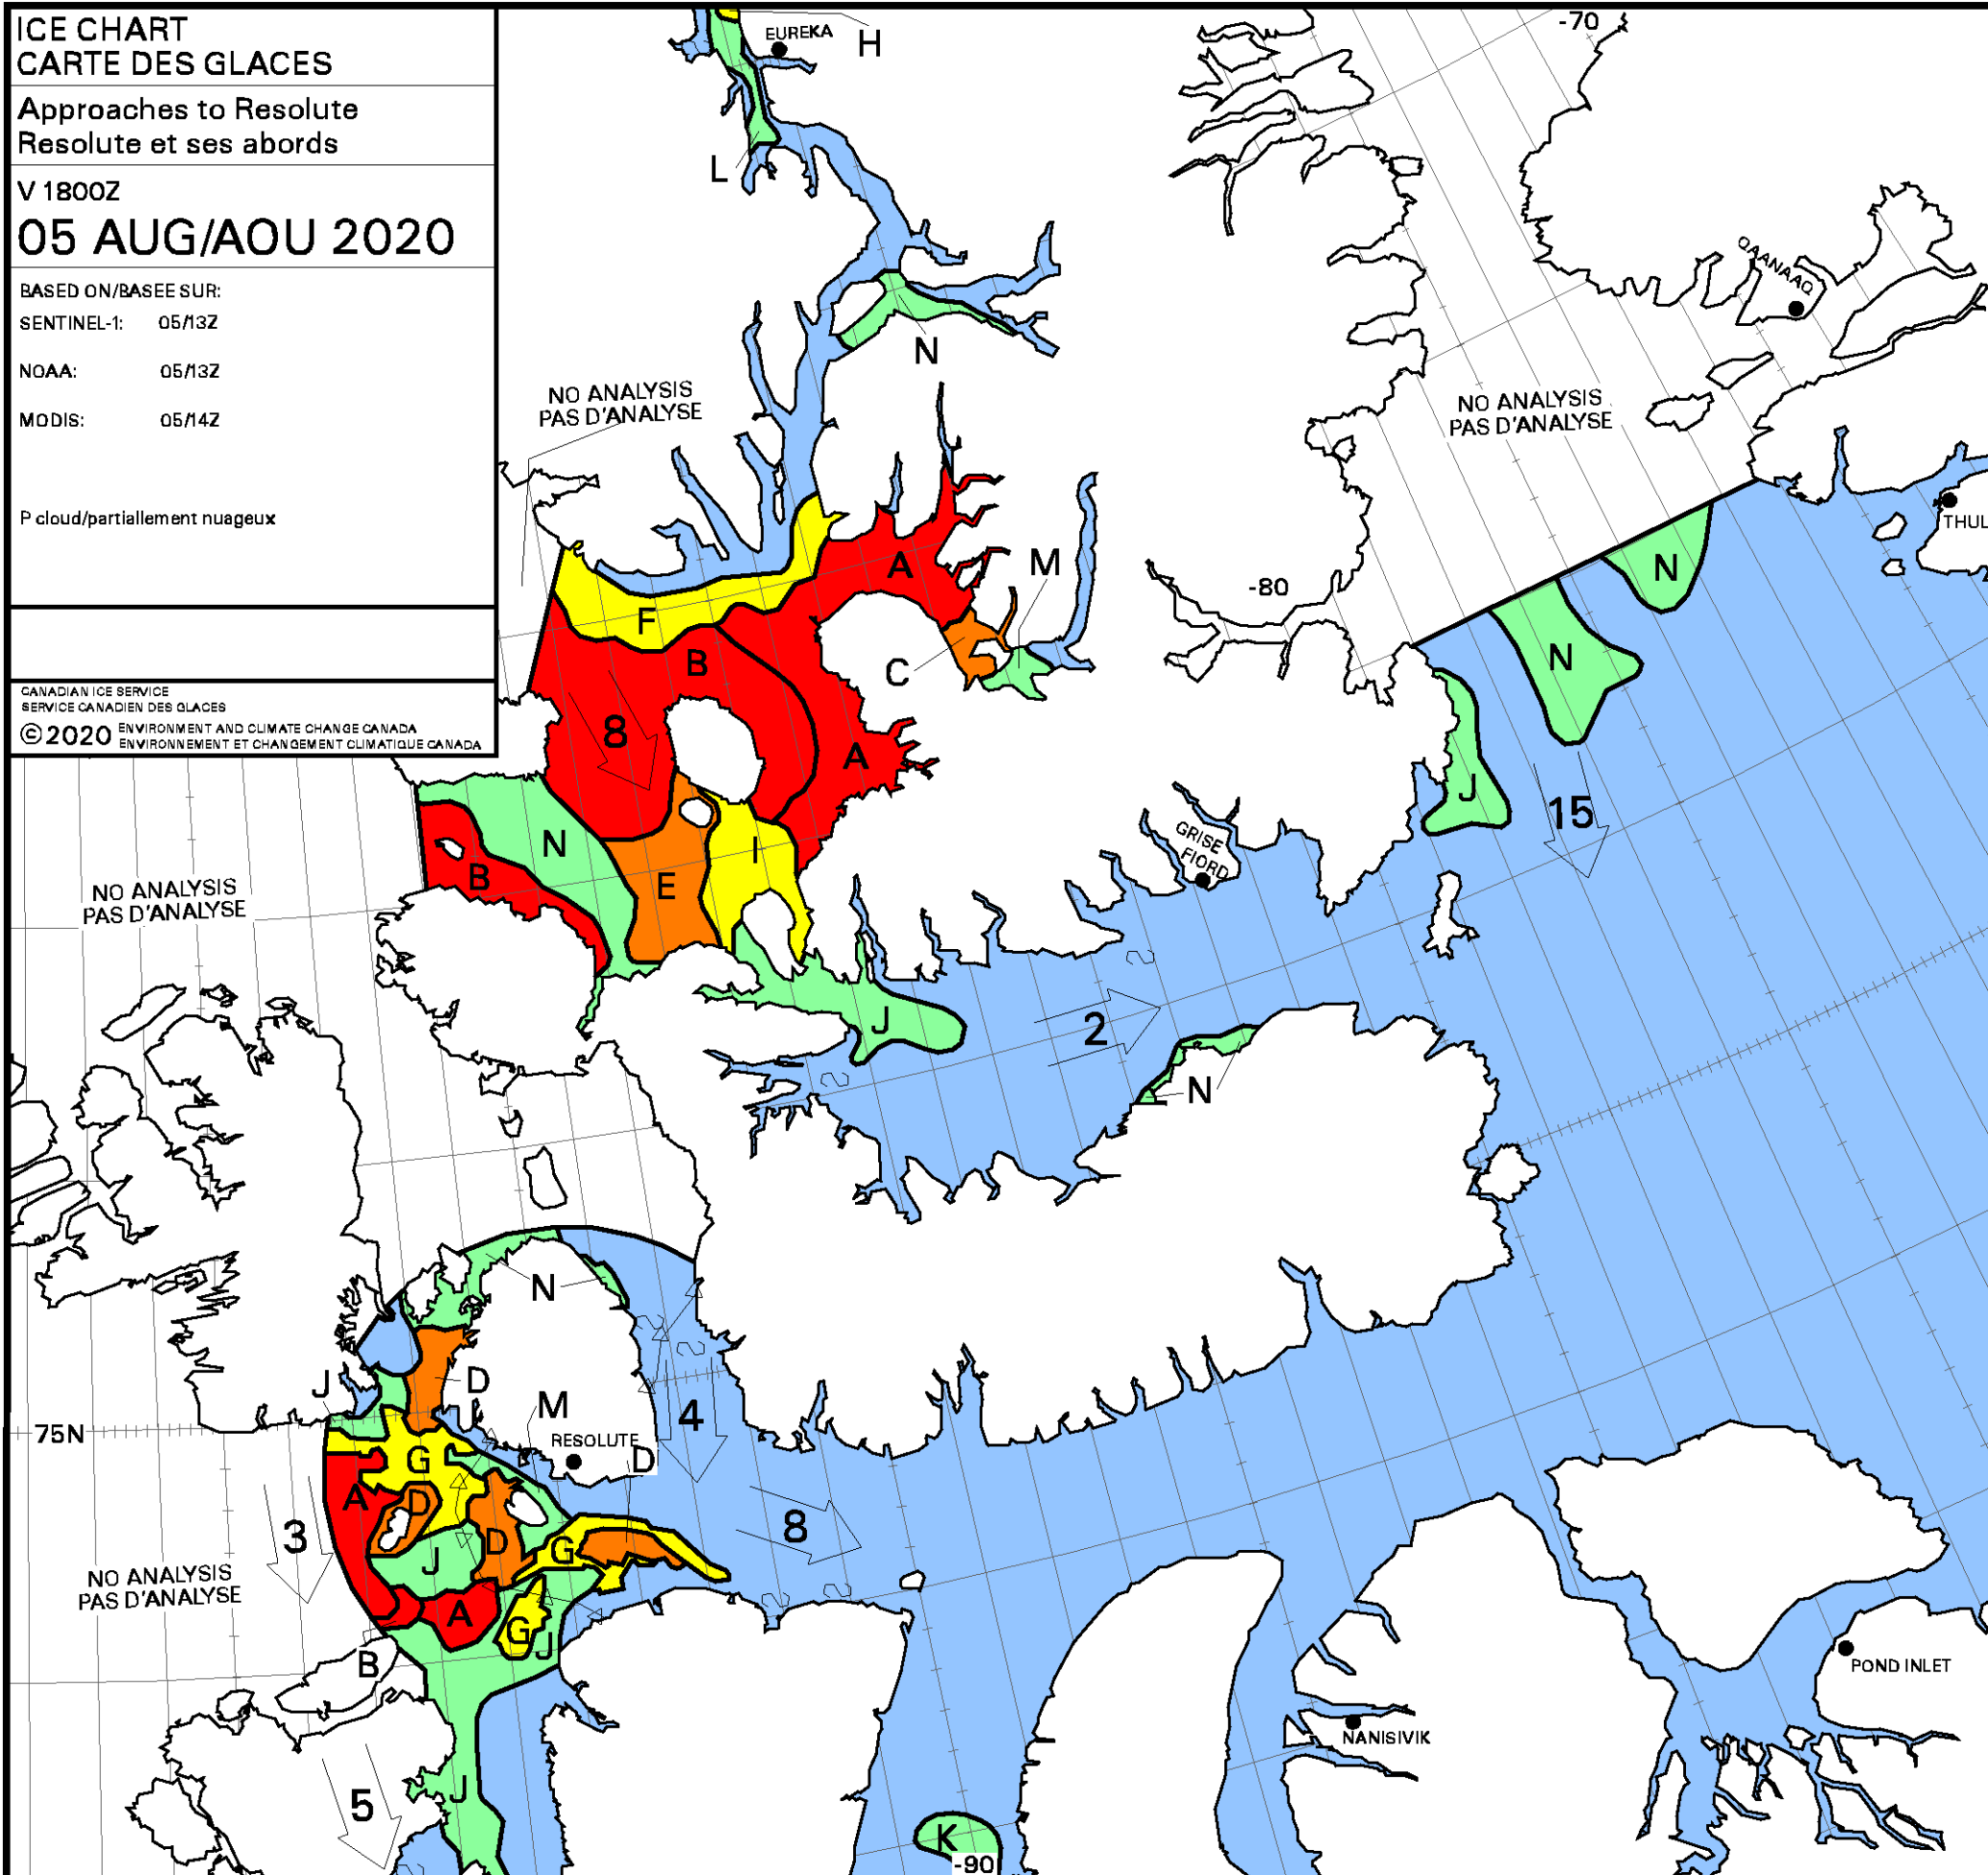 ICE CHART
CARTE DES GLACES
Approaches to Resolute
Resolute et ses abords
V 1800Z
05 AUG/AOU 2020
BASED ON/BASEE SUR:
SENTINEL-1: 05/13Z
NOAA: 05/13Z
MODIS: 05/14Z
P cloud/partiallement nuageux
CANADIAN ICE SERVICE
SERVICE CANADIEN DES GLACES
© 2020 ENVIRONMENT AND CLIMATE CHANGE CANADA
ENVIRONNEMENT ET CHANGEMENT CLIMATIQUE CANADA
-70
EUREKA
H
L
QAANAAQ
N
NO ANALYSIS
PAS D'ANALYSE
NO ANALYSIS
PAS D'ANALYSE
THUL
A
M
N
-80
F
B
C
N
8
A
J
15
N
I
GRISE
FIORD
B
E
NO ANALYSIS
PAS D'ANALYSE
J
2
N
N
J
D
M
4
75N
RESOLUTE
D
G
A
D
3
D
8
J
G
NO ANALYSIS
PAS D'ANALYSE
A
G
J
B
POND INLET
NANISIVIK
J
5
K
-90